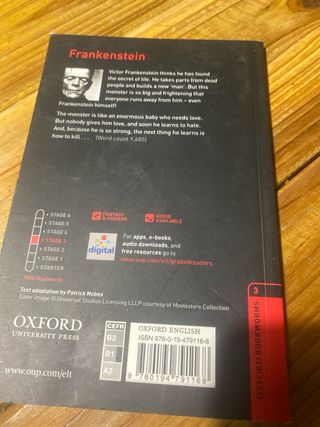 Frankenstein
Victor Frankenstein thinks he has found
the secret of life. He takes parts from dead
people and builds a new 'man'. But this
monster is so big and frightening that
everyone runs away from him – even
Frankenstein himself!
The monster is like an enormous baby who needs love.
But nobody gives him love, and soon he learns to hate.
And, because he is so strong, the next thing he learns is
how to kill . . . (Word count 9,685)
STAGE 6
STAGE 5
STAGE 4
STAGE 3
STAGE 2
STAGE 1
STARTER
1000 Headwords
FANTASY
& HORROR
AUDIO
AVAILABLE
digital
For apps, e-books,
audio downloads, and
free resources go to
www.oup.com/elt/gradedreaders
Text adaptation by Patrick Nobes
Cover image © Universal Studios Licensing LLLP courtesy of Moviestore Collection
OXFORD
UNIVERSITY PRESS
www.oup.com/elt
CEFR
B2
B1
A2
OXFORD ENGLISH
ISBN 978-0-19-479116-8
9 780194 791168
3
OXFORD BOOKWORMS